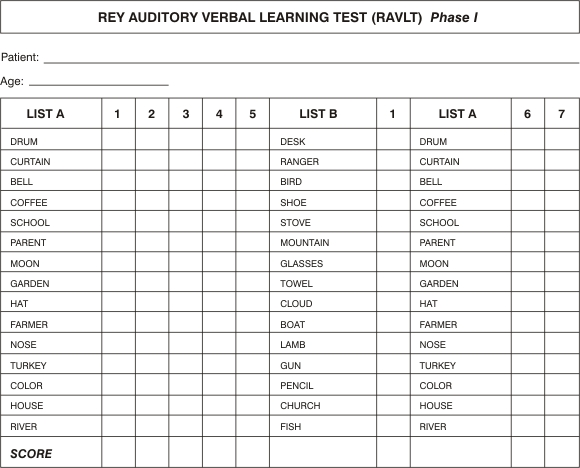 REY AUDITORY VERBAL LEARNING TEST (RAVLT) Phase I
Patient:
Age:
LIST A 1 2 3 4 5 LIST B 1 LIST A 6 7
DRUM DESK DRUM
CURTAIN RANGER CURTAIN
BELL BIRD BELL
COFFEE SHOE COFFEE
SCHOOL STOVE SCHOOL
PARENT MOUNTAIN PARENT
MOON GLASSES MOON
GARDEN TOWEL GARDEN
HAT CLOUD HAT
FARMER BOAT FARMER
NOSE LAMB NOSE
TURKEY GUN TURKEY
COLOR PENCIL COLOR
HOUSE CHURCH HOUSE
RIVER FISH RIVER
SCORE